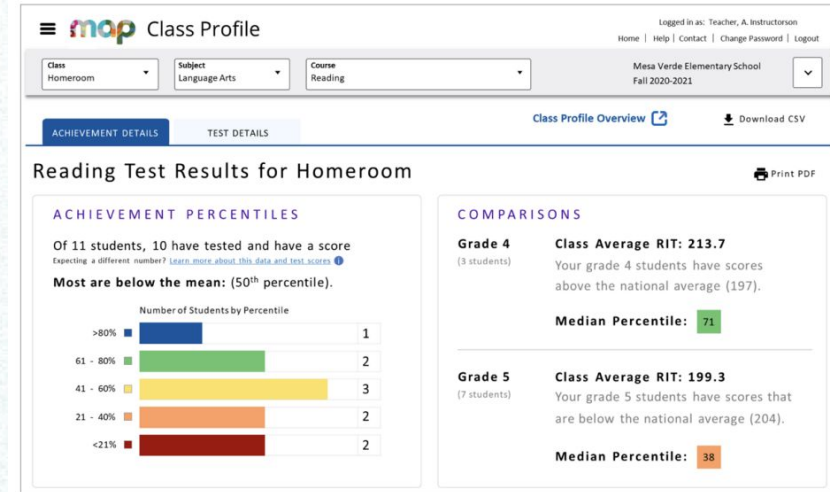 map Class Profile
Logged in as: Teacher, A. Instructorson
Home | Help | Contact | Change Password | Logout
Class
Homeroom
Subject
Language Arts
Course
Reading
Mesa Verde Elementary School
Fall 2020-2021
ACHIEVEMENT DETAILS
TEST DETAILS
Class Profile Overview
Download CSV
Reading Test Results for Homeroom
Print PDF
ACHIEVEMENT PERCENTILES
Of 11 students, 10 have tested and have a score
Expecting a different number? Learn more about this data and test scores
Most are below the mean: (50th percentile).
Number of Students by Percentile
>80% 1
61 - 80% 2
41 - 60% 3
21 - 40% 2
<21% 2
COMPARISONS
Grade 4
(3 students)
Class Average RIT: 213.7
Your grade 4 students have scores
above the national average (197).
Median Percentile: 71
Grade 5
(7 students)
Class Average RIT: 199.3
Your grade 5 students have scores that
are below the national average (204).
Median Percentile: 38